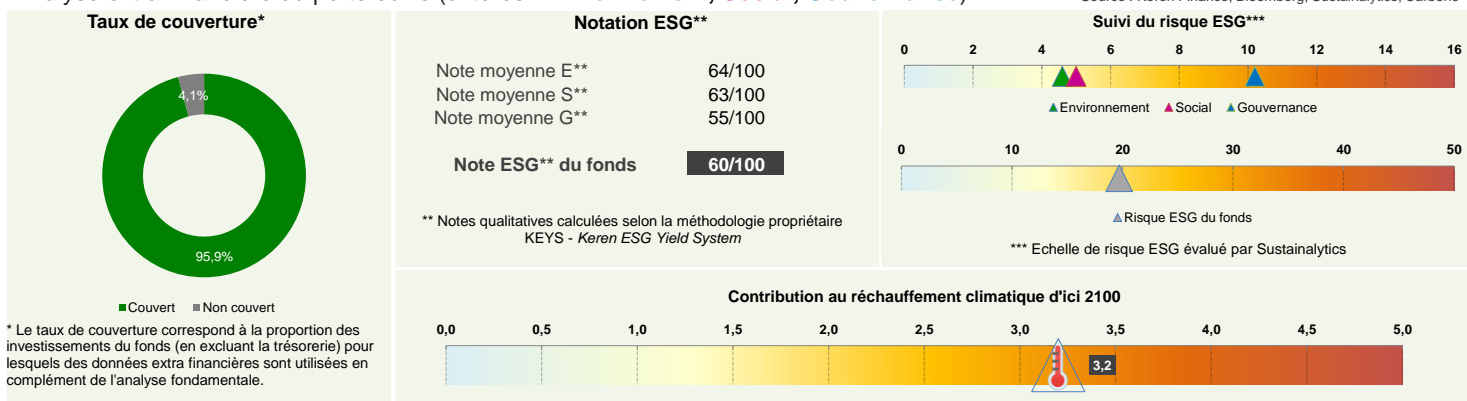 Taux de couverture*
4,1%
95,9%
Couvert Non couvert
* Le taux de couverture correspond à la proportion des
investissements du fonds (en excluant la trésorerie) pour
lesquels des données extra financières sont utilisées en
complément de l'analyse fondamentale.
Notation ESG**
Note moyenne E** 64/100
Note moyenne S** 63/100
Note moyenne G** 55/100
Note ESG** du fonds 60/100
** Notes qualitatives calculées selon la méthodologie propriétaire
KEYS - Keren ESG Yield System
Suivi du risque ESG***
0 2 4 6 8 10 12 14 16
Environnement Social Gouvernance
0 10 20 30 40 50
Risque ESG du fonds
*** Echelle de risque ESG évalué par Sustainalytics
Contribution au réchauffement climatique d'ici 2100
0,0 0,5 1,0 1,5 2,0 2,5 3,0 3,5 4,0 4,5 5,0
3,2